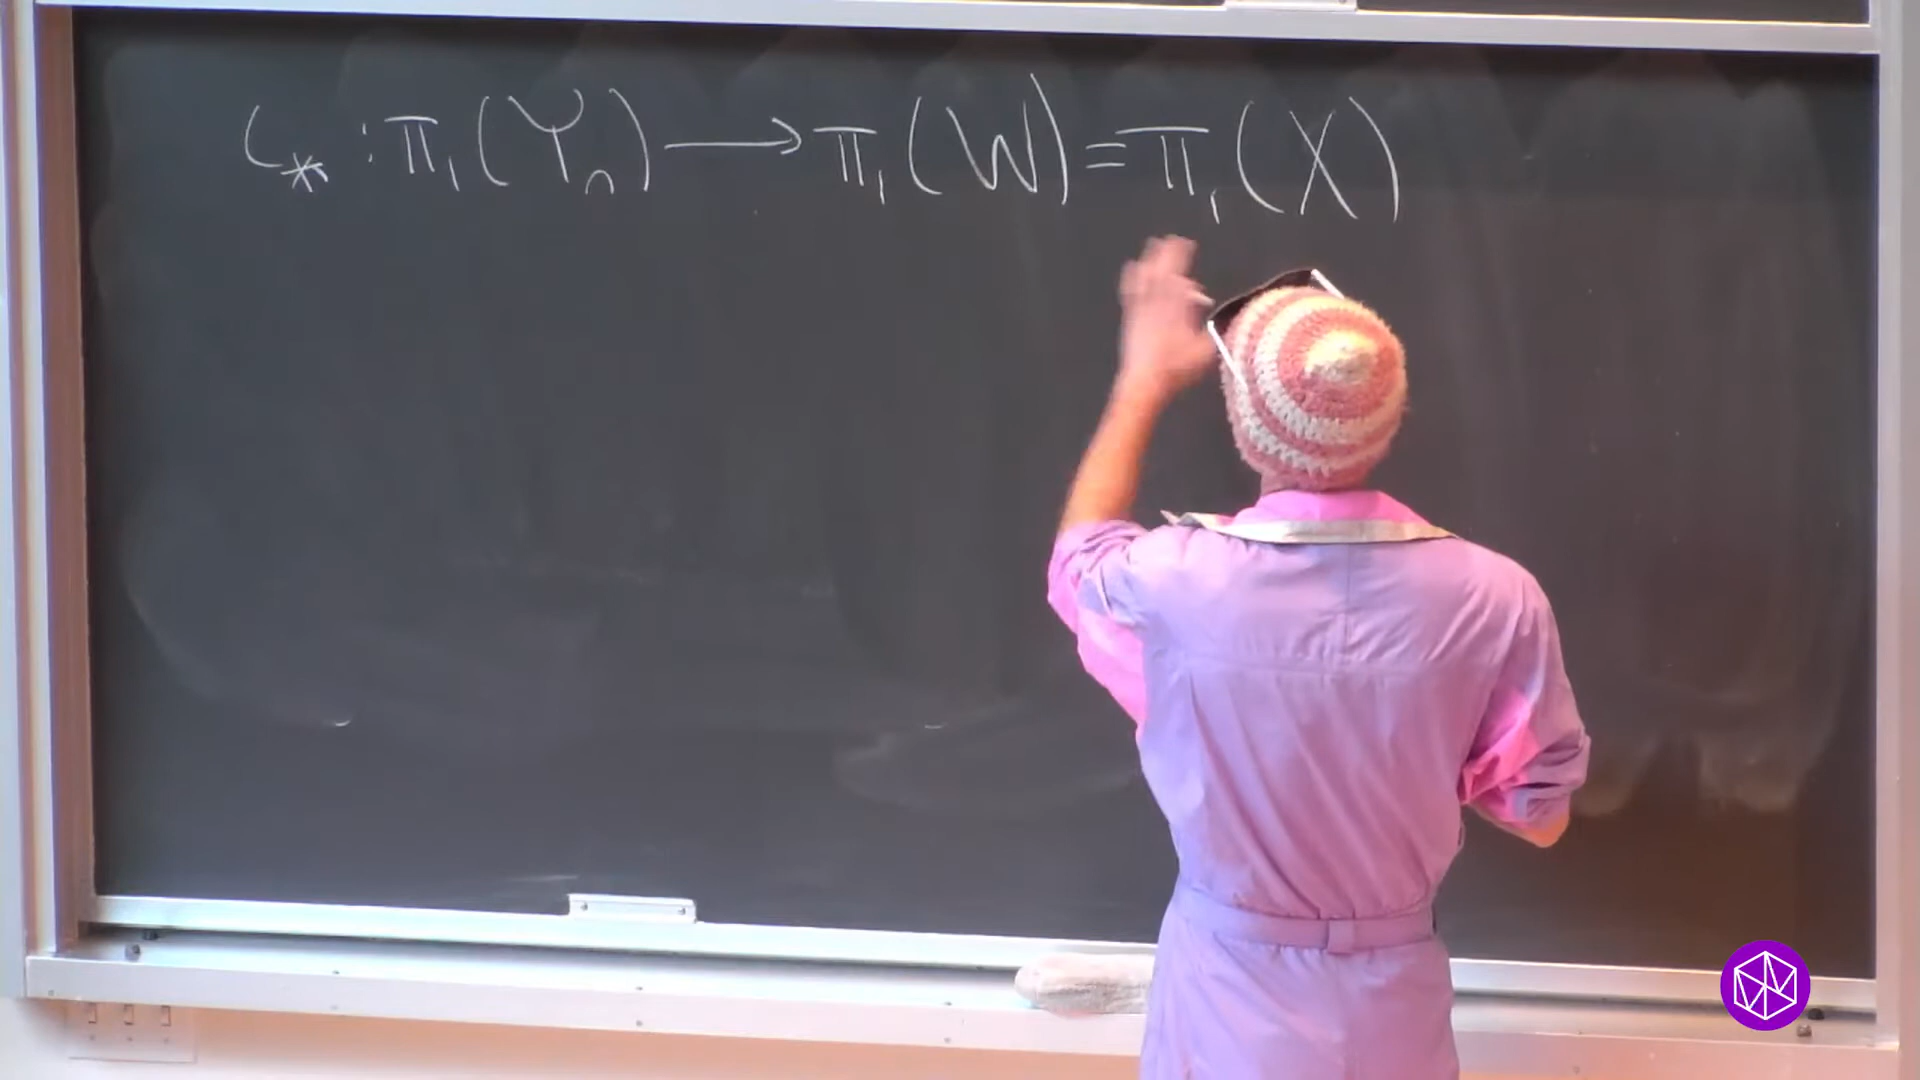 ι_* : π_1(Y_n) ⟶ π_1(W) = π_1(X)